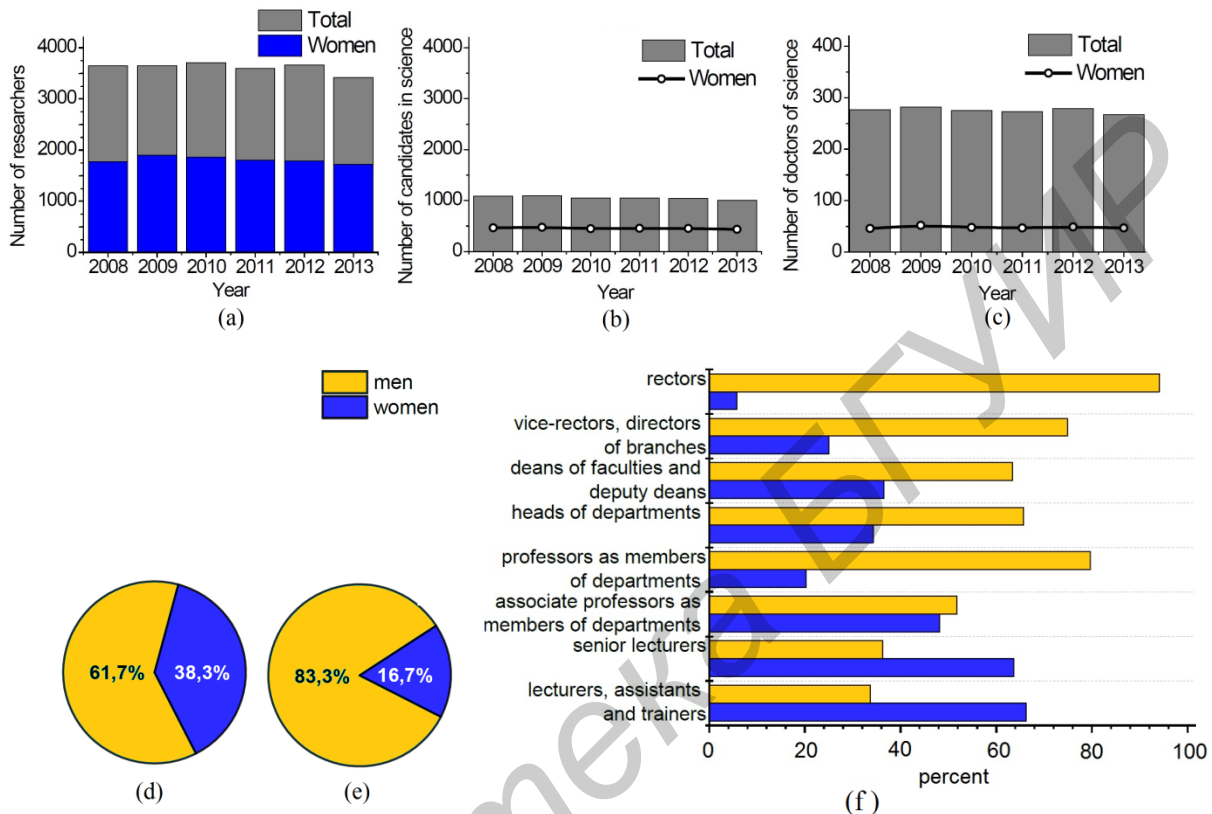 Total
Women
4000
3000
2000
1000
0
Number of researchers
2008 2009 2010 2011 2012 2013
Year
(a)
Total
Women
4000
3000
2000
1000
0
Number of candidates in science
2008 2009 2010 2011 2012 2013
Year
(b)
Total
Women
400
300
200
100
0
Number of doctors of science
2008 2009 2010 2011 2012 2013
Year
(c)
men
women
61,7% 38,3%
(d)
83,3% 16,7%
(e)
rectors
vice-rectors, directors
of branches
deans of faculties and
deputy deans
heads of departments
professors as members
of departments
associate professors as
members of departments
senior lecturers
lecturers, assistants
and trainers
0 20 40 60 80 100
percent
(f )
БГУИР